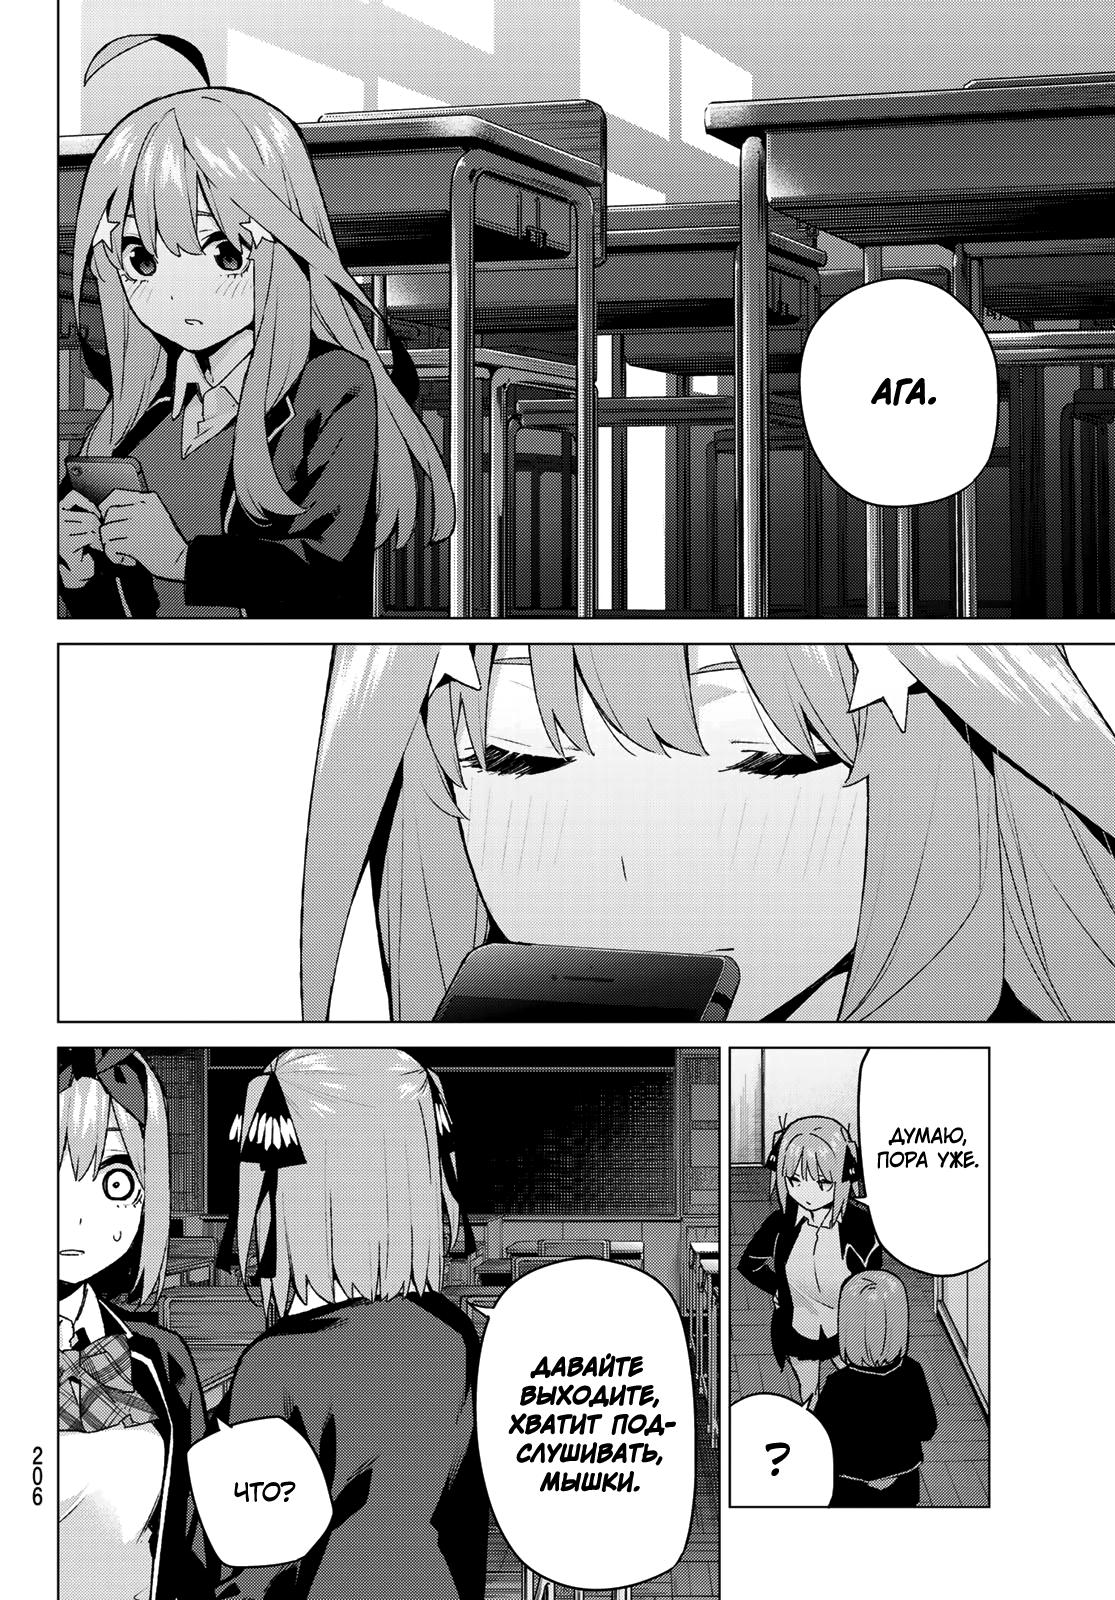 АГА.
ДУМАЮ,
ПОРА УЖЕ.
?
ДАВАЙТЕ
ВЫХОДИТЕ,
ХВАТИТ ПОД-
СЛУШИВАТЬ,
МЫШКИ.
ЧТО?
206